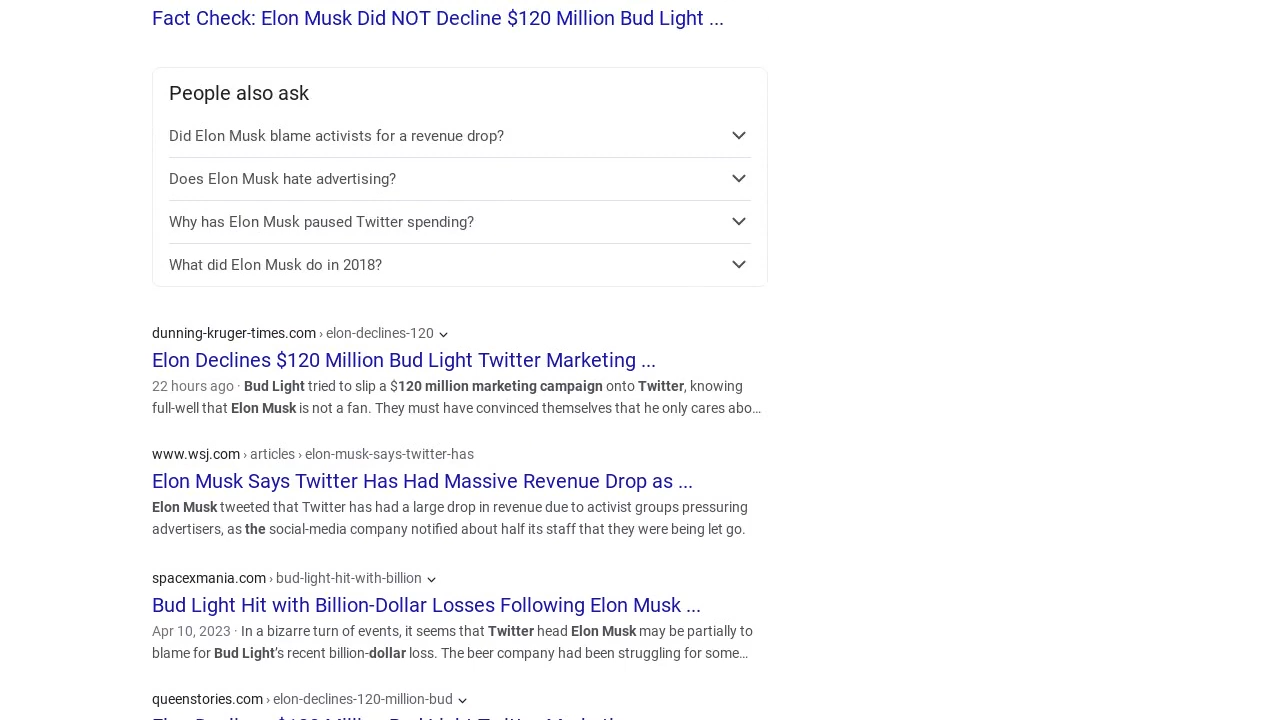 Fact Check: Elon Musk Did NOT Decline $120 Million Bud Light ...
People also ask
Did Elon Musk blame activists for a revenue drop?
Does Elon Musk hate advertising?
Why has Elon Musk paused Twitter spending?
What did Elon Musk do in 2018?
dunning-kruger-times.com › elon-declines-120
Elon Declines $120 Million Bud Light Twitter Marketing ...
22 hours ago · Bud Light tried to slip a $120 million marketing campaign onto Twitter, knowing
full-well that Elon Musk is not a fan. They must have convinced themselves that he only cares abo…
www.wsj.com › articles › elon-musk-says-twitter-has
Elon Musk Says Twitter Has Had Massive Revenue Drop as ...
Elon Musk tweeted that Twitter has had a large drop in revenue due to activist groups pressuring
advertisers, as the social-media company notified about half its staff that they were being let go.
spacexmania.com › bud-light-hit-with-billion
Bud Light Hit with Billion-Dollar Losses Following Elon Musk ...
Apr 10, 2023 · In a bizarre turn of events, it seems that Twitter head Elon Musk may be partially to
blame for Bud Light’s recent billion-dollar loss. The beer company had been struggling for some…
queenstories.com › elon-declines-120-million-bud